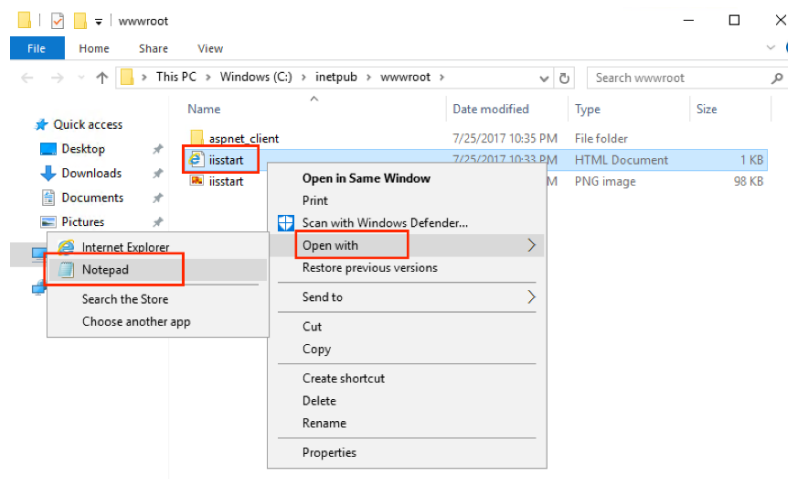 wwwroot
File Home Share View
This PC > Windows (C:) > inetpub > wwwroot > Search wwwroot
Name Date modified Type Size
Quick access
aspnet_client 7/25/2017 10:35 PM File folder
Desktop
iisstart 7/25/2017 10:33 PM HTML Document 1 KB
Downloads
iisstart M PNG image 98 KB
Documents
Pictures
Open in Same Window
Print
Scan with Windows Defender...
Open with
Restore previous versions
Send to
Cut
Copy
Create shortcut
Delete
Rename
Properties
Internet Explorer
Notepad
Search the Store
Choose another app